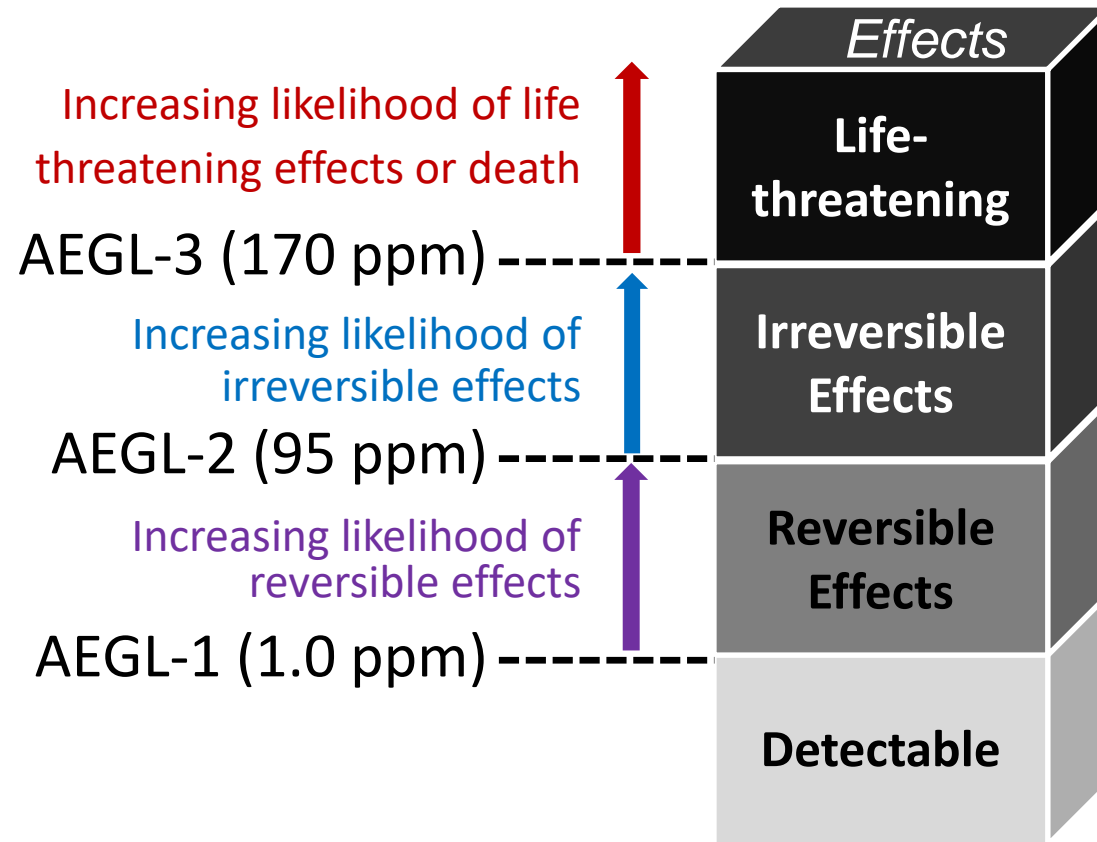 Effects
Increasing likelihood of life
threatening effects or death
Life-
threatening
AEGL-3 (170 ppm)
Increasing likelihood of
irreversible effects
Irreversible
Effects
AEGL-2 (95 ppm)
Increasing likelihood of
reversible effects
Reversible
Effects
AEGL-1 (1.0 ppm)
Detectable